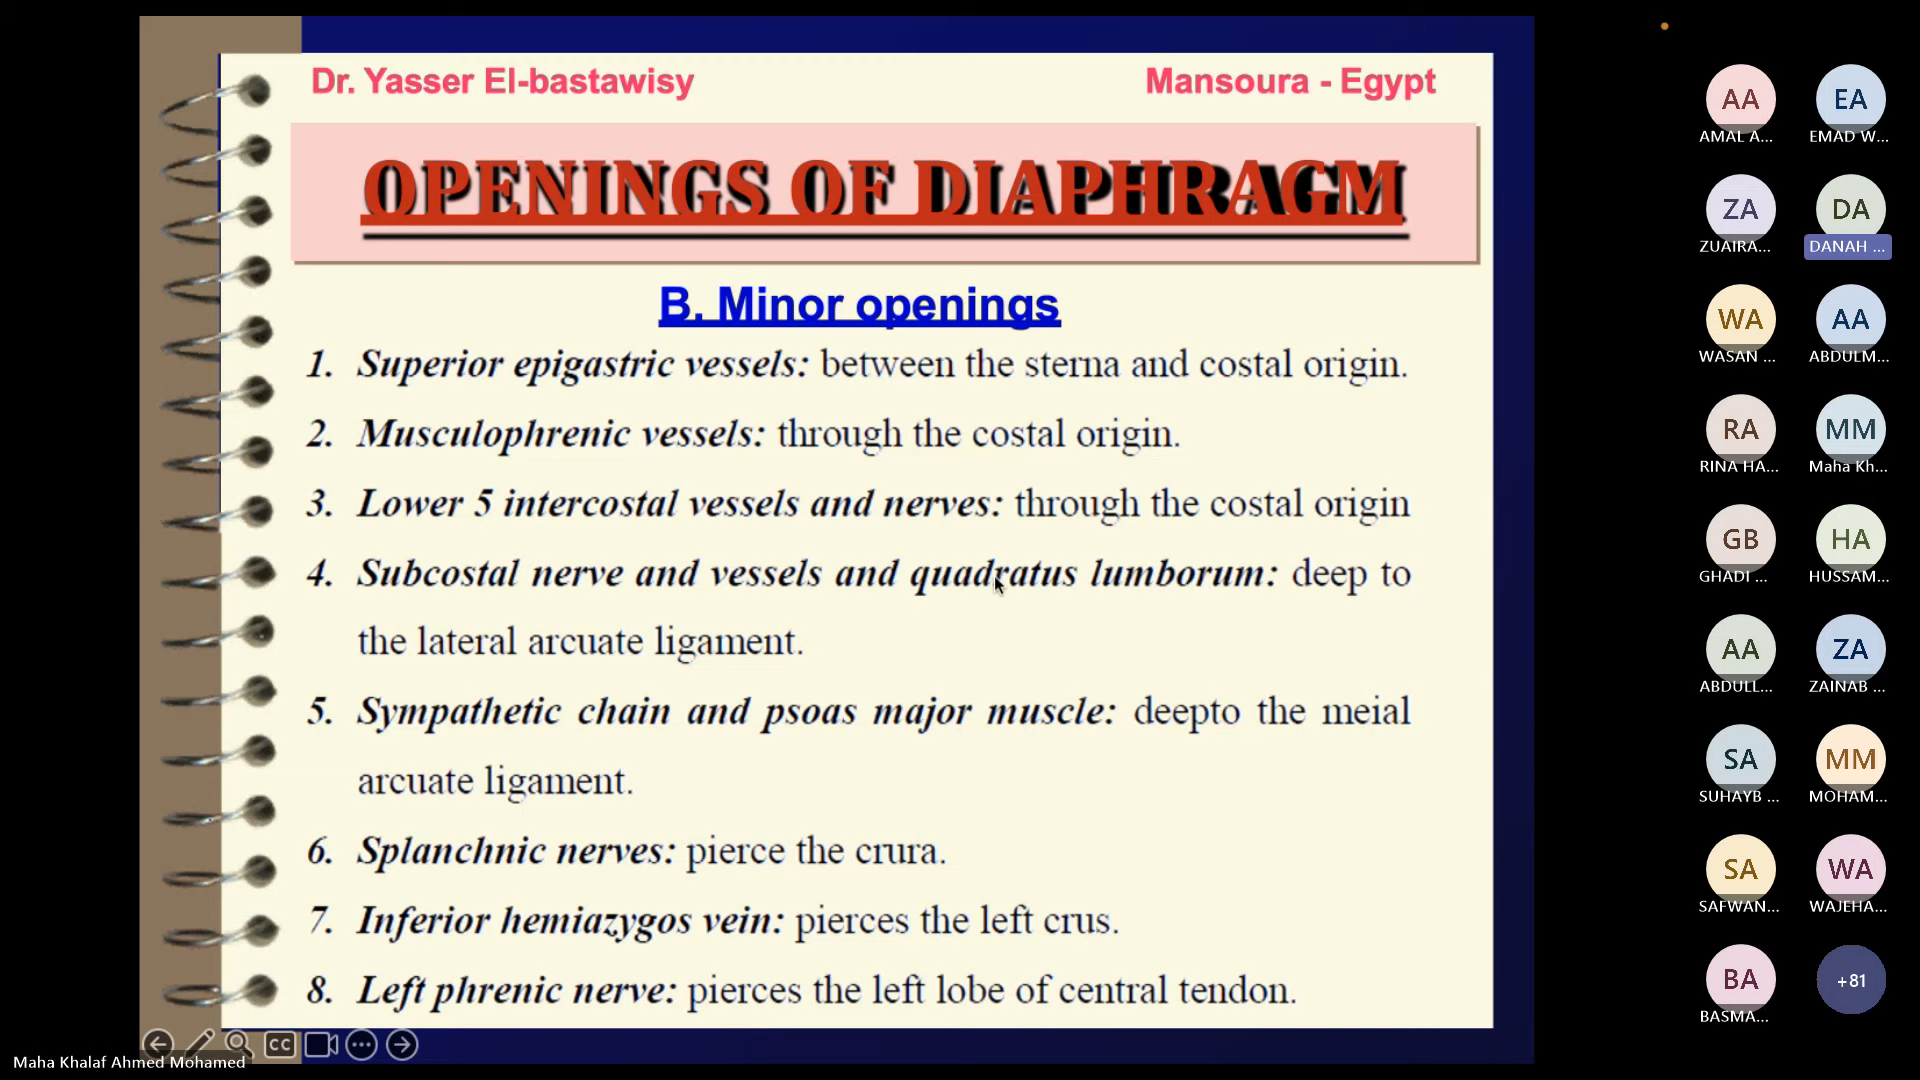 Dr. Yasser El-bastawisy
Mansoura - Egypt
OPENINGS OF DIAPHRAGM
B. Minor openings
1. Superior epigastric vessels: between the sterna and costal origin.
2. Musculophrenic vessels: through the costal origin.
3. Lower 5 intercostal vessels and nerves: through the costal origin
4. Subcostal nerve and vessels and quadratus lumborum: deep to
the lateral arcuate ligament.
5. Sympathetic chain and psoas major muscle: deepto the meial
arcuate ligament.
6. Splanchnic nerves: pierce the crura.
7. Inferior hemiazygos vein: pierces the left crus.
8. Left phrenic nerve: pierces the left lobe of central tendon.
CC
Maha Khalaf Ahmed Mohamed
AA EA
AMAL A... EMAD W...
ZA DA
ZUAIRA... DANAH ...
WA AA
WASAN ... ABDULM...
RA MM
RINA HA... Maha Kh...
GB HA
GHADI ... HUSSAM...
AA ZA
ABDULL... ZAINAB ...
SA MM
SUHAYB ... MOHAM...
SA WA
SAFWAN... WAJEHA...
BA +81
BASMA...